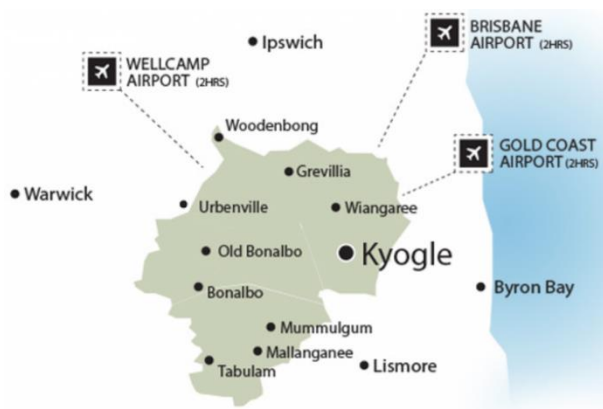 BRISBANE
AIRPORT (2HRS)
Ipswich
WELLCAMP
AIRPORT (2HRS)
Woodenbong
GOLD COAST
AIRPORT (2HRS)
Grevillia
Warwick
Urbenville
Wiangaree
Old Bonalbo
Kyogle
Bonalbo
Byron Bay
Mummulgum
Mallanganee
Tabulam
Lismore